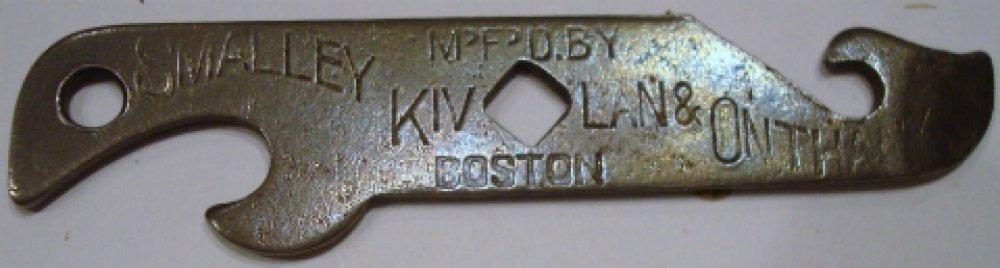 SMALLEY
M'F'D.BY
KIV LAN & ONTHA
BOSTON